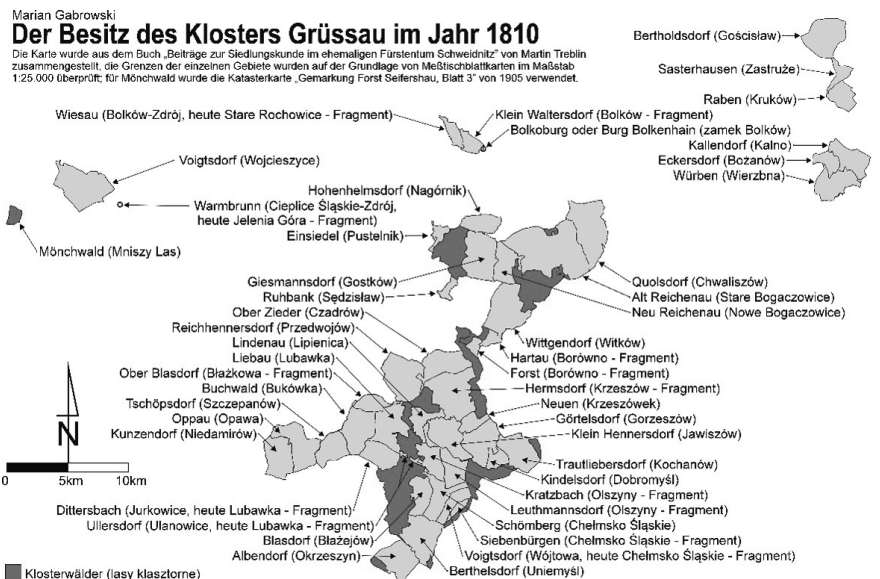 Marian Gabrowski
Der Besitz des Klosters Grüssau im Jahr 1810
Die Karte wurde aus dem Buch „Beiträge zur Siedlungskunde im ehemaligen Fürstentum Schweidnitz" von Martin Treblin
zusammengestellt, die Grenzen der einzelnen Gebiete wurden auf der Grundlage von Meßtischblattkarten im Maßstab
1:25.000 überprüft; für Mönchwald wurde die Katasterkarte „Gemarkung Forst Seifershau, Blatt 3" von 1905 verwendet.
Bertholdsdorf (Gościsław)
Sasterhausen (Zastruże)
Raben (Kruków)
Wiesau (Bolków-Zdrój, heute Stare Rochowice - Fragment)
Klein Waltersdorf (Bolków - Fragment)
Bolkoburg oder Burg Bolkenhain (zamek Bolków)
Kallendorf (Kalno)
Eckersdorf (Bożanów)
Würben (Wierzbna)
Voigtsdorf (Wojcieszyce)
Hohenhelmsdorf (Nagórnik)
Warmbrunn (Cieplice Śląskie-Zdrój,
heute Jelenia Góra - Fragment)
Einsiedel (Pustelnik)
Mönchwald (Mniszy Las)
Giesmannsdorf (Gostków)
Ruhbank (Sędzisław)
Quolsdorf (Chwaliszów)
Alt Reichenau (Stare Bogaczowice)
Neu Reichenau (Nowe Bogaczowice)
Ober Zieder (Czadrów)
Reichhennersdorf (Przedwojów)
Lindenau (Lipienica)
Liebau (Lubawka)
Ober Blasdorf (Błażkowa - Fragment)
Buchwald (Bukówka)
Tschöpsdorf (Szczepanów)
Oppau (Opawa)
Kunzendorf (Niedamirów)
Wittgendorf (Witków)
Hartau (Borówno - Fragment)
Forst (Borówno - Fragment)
Hermsdorf (Krzeszów - Fragment)
Neuen (Krzeszówek)
Görtelsdorf (Gorzeszów)
Klein Hennersdorf (Jawiszów)
Trautliebersdorf (Kochanów)
Kindelsdorf (Dobromyśl)
Kratzbach (Olszyny - Fragment)
Leuthmannsdorf (Olszyny - Fragment)
Schömberg (Chełmsko Śląskie)
Siebenbürgen (Chełmsko Śląskie - Fragment)
Voigtsdorf (Wójtowa, heute Chełmsko Śląskie - Fragment)
Berthelsdorf (Uniemyśl)
Dittersbach (Jurkowice, heute Lubawka - Fragment)
Ullersdorf (Ulanowice, heute Lubawka - Fragment)
Blasdorf (Błażejów)
Albendorf (Okrzeszyn)
N
0 5km 10km
Klosterwälder (lasy klasztorne)